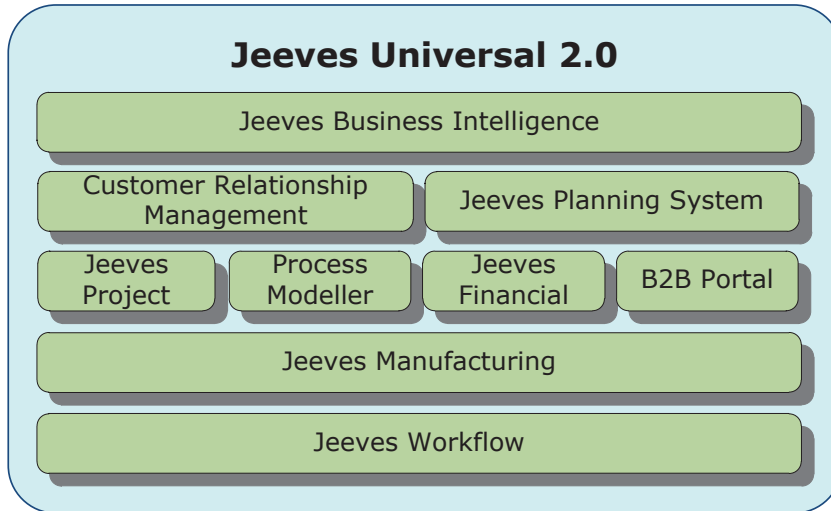 Jeeves Universal 2.0
Jeeves Business Intelligence
Customer Relationship
Management
Jeeves Planning System
Jeeves
Project
Process
Modeller
Jeeves
Financial
B2B Portal
Jeeves Manufacturing
Jeeves Workflow